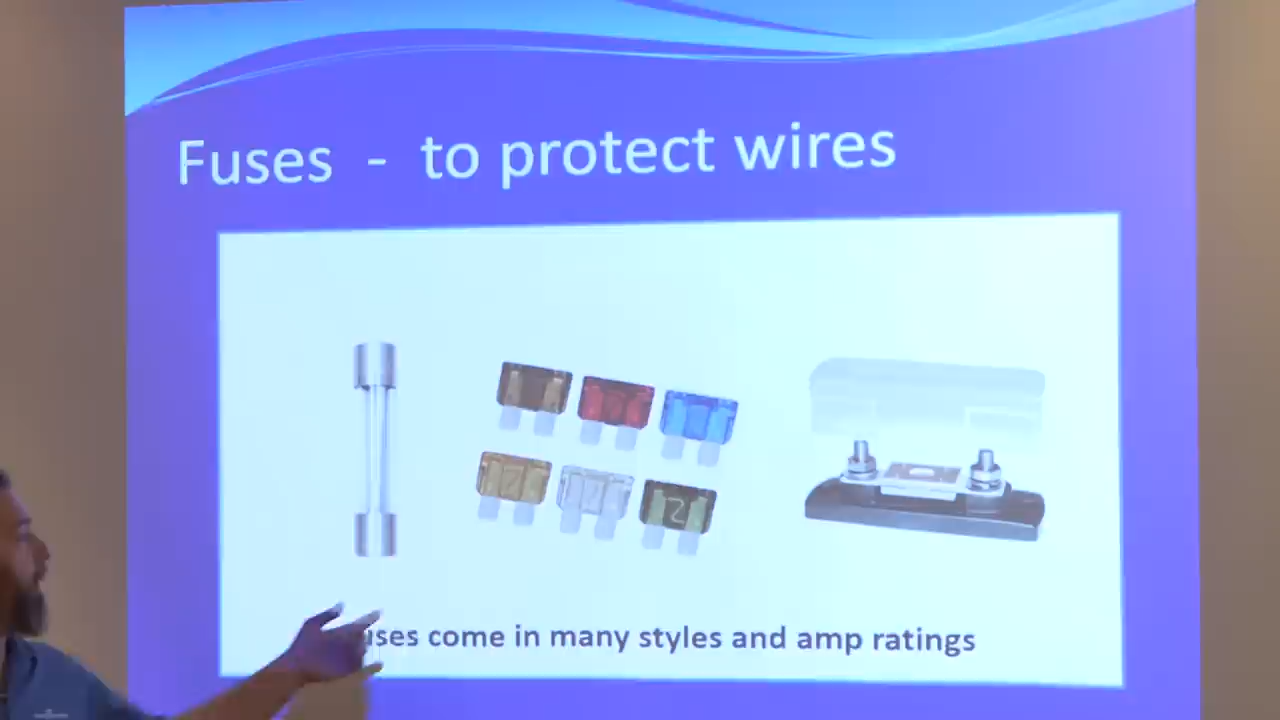 Fuses - to protect wires
uses come in many styles and amp ratings